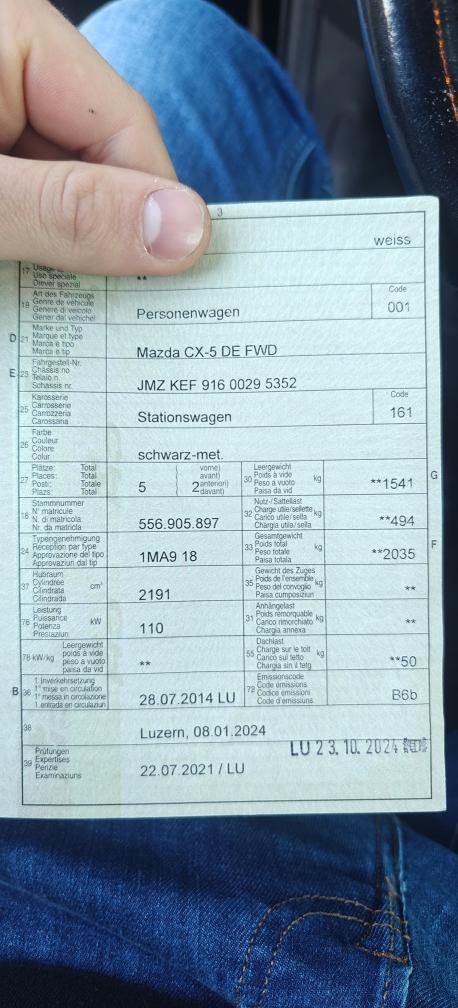 3
weiss
17 Usage
Uso speciale
Diever spezial
**
18 Art des Fahrzeugs
Genre de véhicule
Genere di veicolo
Gener dal vehichel
Personenwagen
Code
001
D 21 Marke und Typ
Marque et type
Marca e tipo
Marca e tip
Mazda CX-5 DE FWD
E 23 Fahrgestell-Nr.
Châssis no
Telaio n.
Schassis nr.
JMZ KEF 916 0029 5352
25 Karosserie
Carrosserie
Carrozzeria
Carossaria
Stationswagen
Code
161
26 Farbe
Couleur
Colore
Colur
schwarz-met.
27 Plätze: Total
Places: Total
Posti: Totale
Plazs: Total
5
vorne)
avant)
anteriori)
davant)
2
30 Leergewicht
Poids à vide
Peso a vuoto
Paisa da vid
kg
**1541
G
18 Stammnummer
N° matricule
N. di matricola
Nr. da matricla
556.905.897
32 Nutz-/Sattellast
Charge utile/sellette
Carico utile/sella
Chargia utila/sella
kg
**494
24 Typengenehmigung
Réception par type
Approvazione del tipo
Approvaziun dal tip
1MA9 18
33 Gesamtgewicht
Poids total
Peso totale
Paisa totala
kg
**2035
F
37 Hubraum
Cylindrée
Cilindrata
Cilindrada
cm³
2191
35 Gewicht des Zuges
Poids de l'ensemble
Peso del convoglio
Paisa cumposiziun
kg
**
76 Leistung
Puissance
Potenza
Prestaziun
kW
110
31 Anhängelast
Poids remorquable
Carico rimorchiato
Chargia annexa
kg
**
78 kW/kg Leergewicht
poids à vide
peso a vuoto
paisa da vid
**
55 Dachlast
Charge sur le toit
Carico sul tetto
Chargia sin il tetg
kg
**50
B 36 1. Inverkehrsetzung
1re mise en circulation
1a messa in circolazione
1. entrada en circulaziun
28.07.2014 LU
72 Emissionscode
Code émissions
Codice emissioni
Code d'emissiuns
B6b
38
Luzern, 08.01.2024
LU 2 3. 10. 2024
39 Prüfungen
Expertises
Perizie
Examinaziuns
22.07.2021 / LU